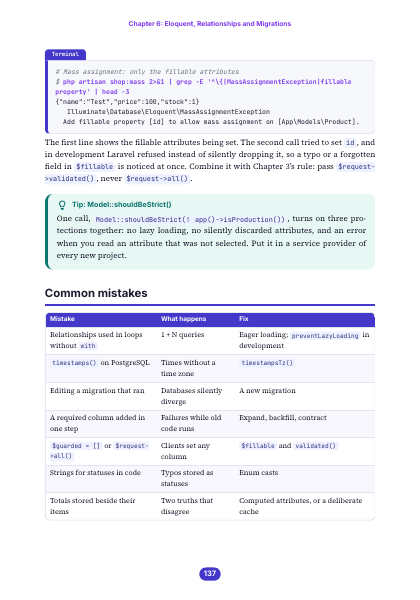 Chapter 6: Eloquent, Relationships and Migrations
Terminal
# Mass assignment: only the fillable attributes
$ php artisan shop:mass 2>&1 | grep -E '^\{|MassAssignmentException|fillable
property' | head -3
{"name":"Test","price":100,"stock":1}
Illuminate\Database\Eloquent\MassAssignmentException
Add fillable property [id] to allow mass assignment on [App\Models\Product].
The first line shows the fillable attributes being set. The second call tried to set id, and
in development Laravel refused instead of silently dropping it, so a typo or a forgotten
field in $fillable is noticed at once. Combine it with Chapter 3's rule: pass $request-
>validated(), never $request->all().
Tip: Model::shouldBeStrict()
One call, Model::shouldBeStrict(! app()->isProduction()), turns on three pro-
tections together: no lazy loading, no silently discarded attributes, and an error
when you read an attribute that was not selected. Put it in a service provider of
every new project.
Common mistakes
Mistake What happens Fix
Relationships used in loops 1 + N queries Eager loading; preventLazyLoading in
without with development
timestamps() on PostgreSQL Times without a timestampsTz()
time zone
Editing a migration that ran Databases silently A new migration
diverge
A required column added in Failures while old Expand, backfill, contract
one step code runs
$guarded = [] or $request- Clients set any $fillable and validated()
>all() column
Strings for statuses in code Typos stored as Enum casts
statuses
Totals stored beside their Two truths that Computed attributes, or a deliberate
items disagree cache
137